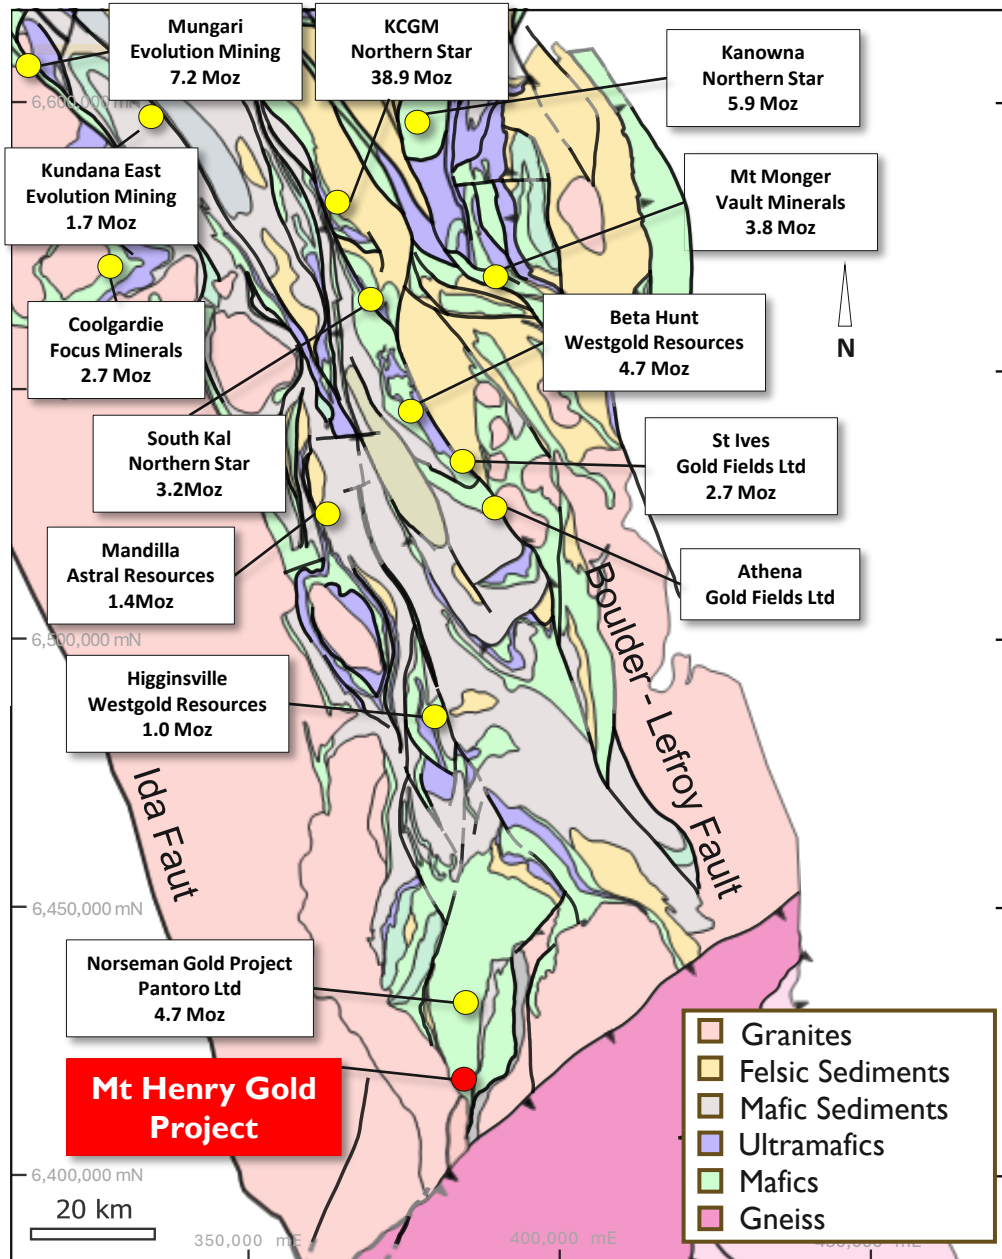 Mungari
Evolution Mining
7.2 Moz
KCGM
Northern Star
38.9 Moz
Kanowna
Northern Star
5.9 Moz
6,600,000 mN
Kundana East
Evolution Mining
1.7 Moz
Mt Monger
Vault Minerals
3.8 Moz
Coolgardie
Focus Minerals
2.7 Moz
Beta Hunt
Westgold Resources
4.7 Moz
N
South Kal
Northern Star
3.2Moz
St Ives
Gold Fields Ltd
2.7 Moz
Mandilla
Astral Resources
1.4Moz
Athena
Gold Fields Ltd
6,500,000 mN
Higginsville
Westgold Resources
1.0 Moz
Boulder - Lefroy Fault
Ida Faut
6,450,000 mN
Norseman Gold Project
Pantoro Ltd
4.7 Moz
Mt Henry Gold
Project
Granites
Felsic Sediments
Mafic Sediments
Ultramafics
Mafics
Gneiss
6,400,000 mN
20 km
350,000 mE
400,000 mE